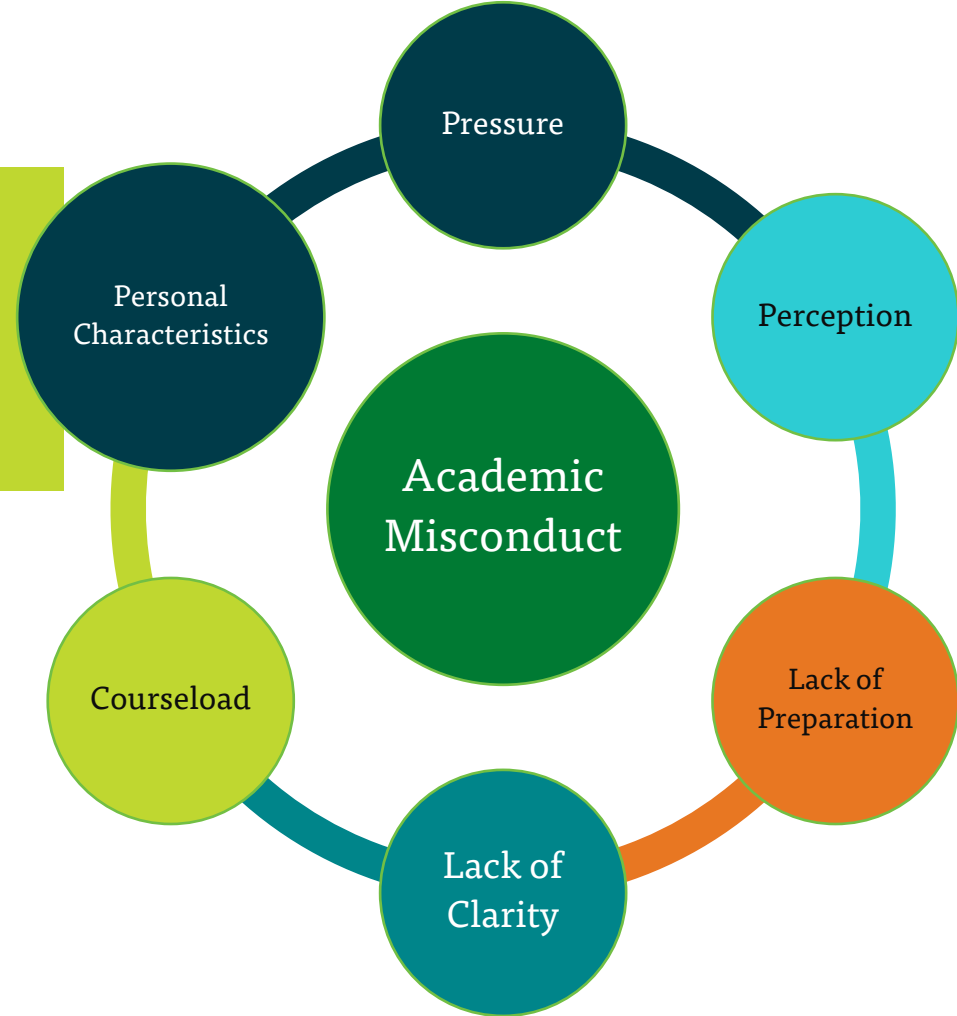 Pressure
Perception
Lack of
Preparation
Lack of
Clarity
Courseload
Personal
Characteristics
Academic
Misconduct